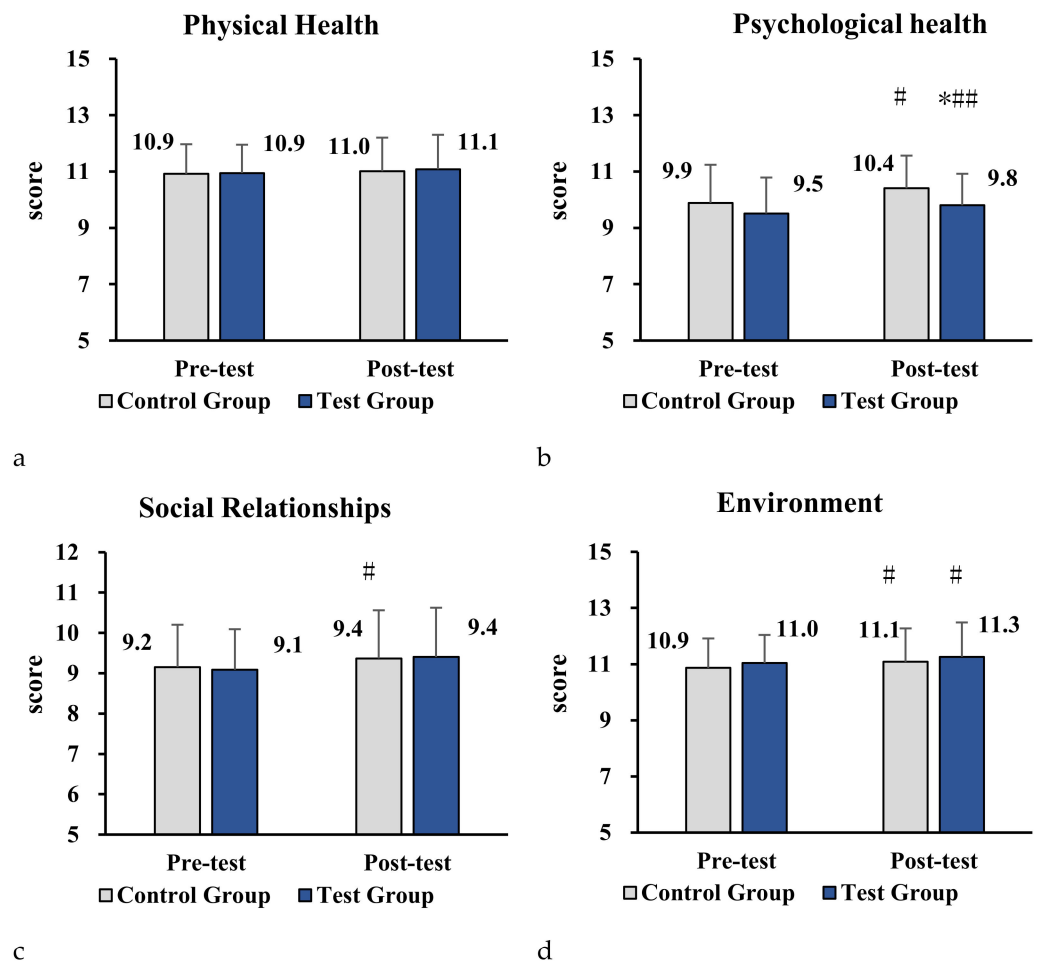 Physical Health
15
13
11
9
7
5
score
10.9
10.9
11.0
11.1
Pre-test
Post-test
Control Group
Test Group
a
Psychological health
15
13
11
9
7
5
score
#
*##
9.9
9.5
10.4
9.8
Pre-test
Post-test
Control Group
Test Group
b
Social Relationships
12
11
10
9
8
7
6
5
score
#
9.2
9.1
9.4
9.4
Pre-test
Post-test
Control Group
Test Group
c
Environment
15
13
11
9
7
5
score
#
#
10.9
11.0
11.1
11.3
Pre-test
Post-test
Control Group
Test Group
d